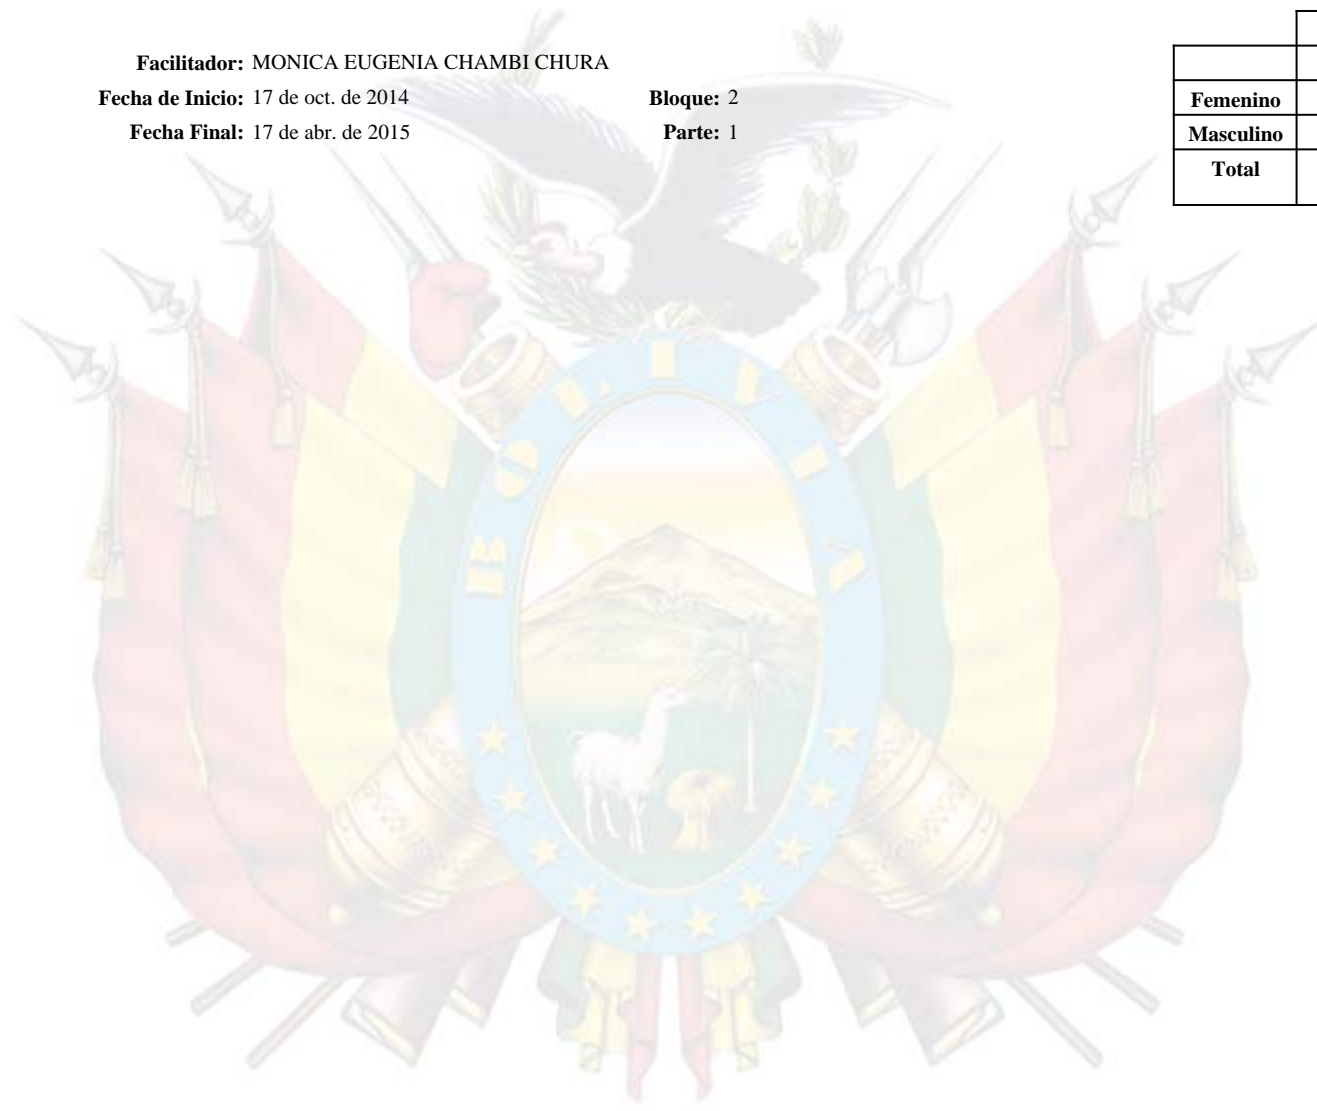 Facilitador: MONICA EUGENIA CHAMBI CHURA
Fecha de Inicio: 17 de oct. de 2014 Bloque: 2
Fecha Final: 17 de abr. de 2015 Parte: 1
Femenino
Masculino
Total
BOLIVIA